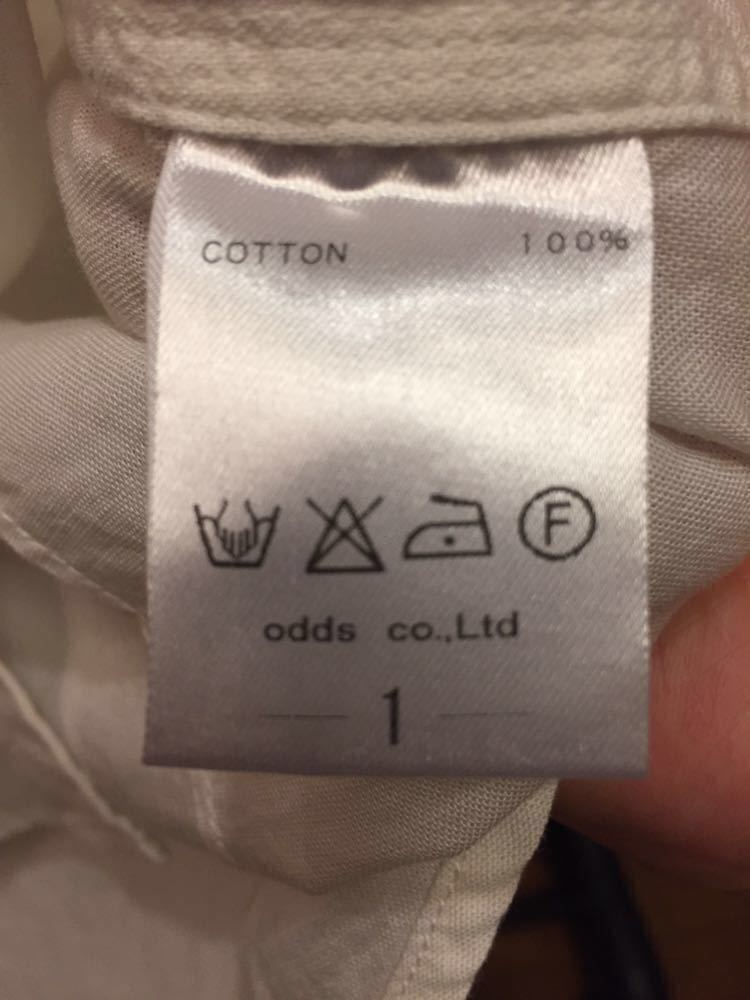 COTTON 100%
F
odds co.,Ltd
1